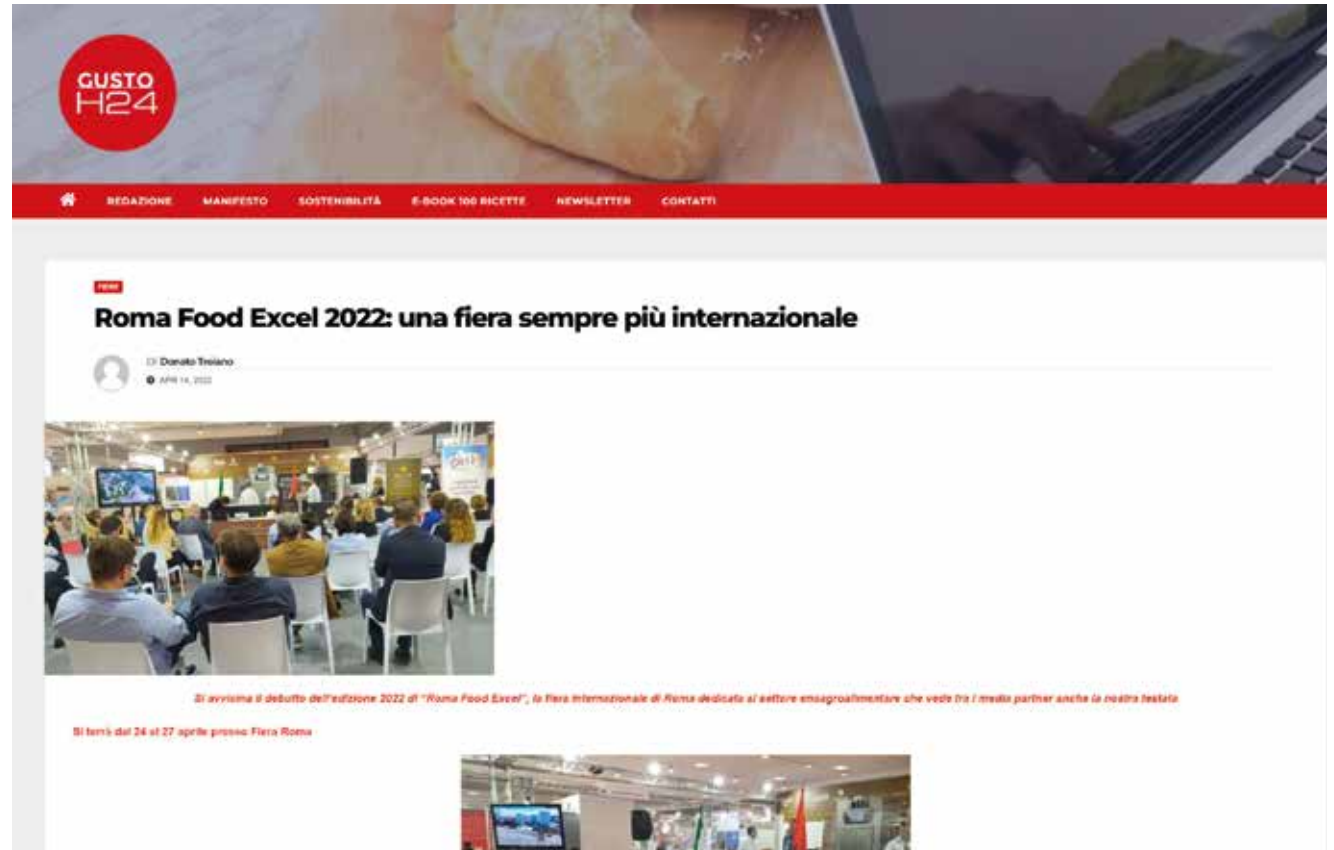 GUSTO
H24
REDAZIONE MANIFESTO SOSTENIBILITÀ E-BOOK 100 RICETTE NEWSLETTER CONTATTI
Roma Food Excel 2022: una fiera sempre più internazionale
DI Donato Troiano
APR 14, 2022
Si avvicina il debutto dell'edizione 2022 di "Roma Food Excel", la fiera internazionale di Roma dedicata al settore enoagroalimentare che vede tra i media partner anche la nostra testata
Si terrà dal 24 al 27 aprile presso Fiera Roma